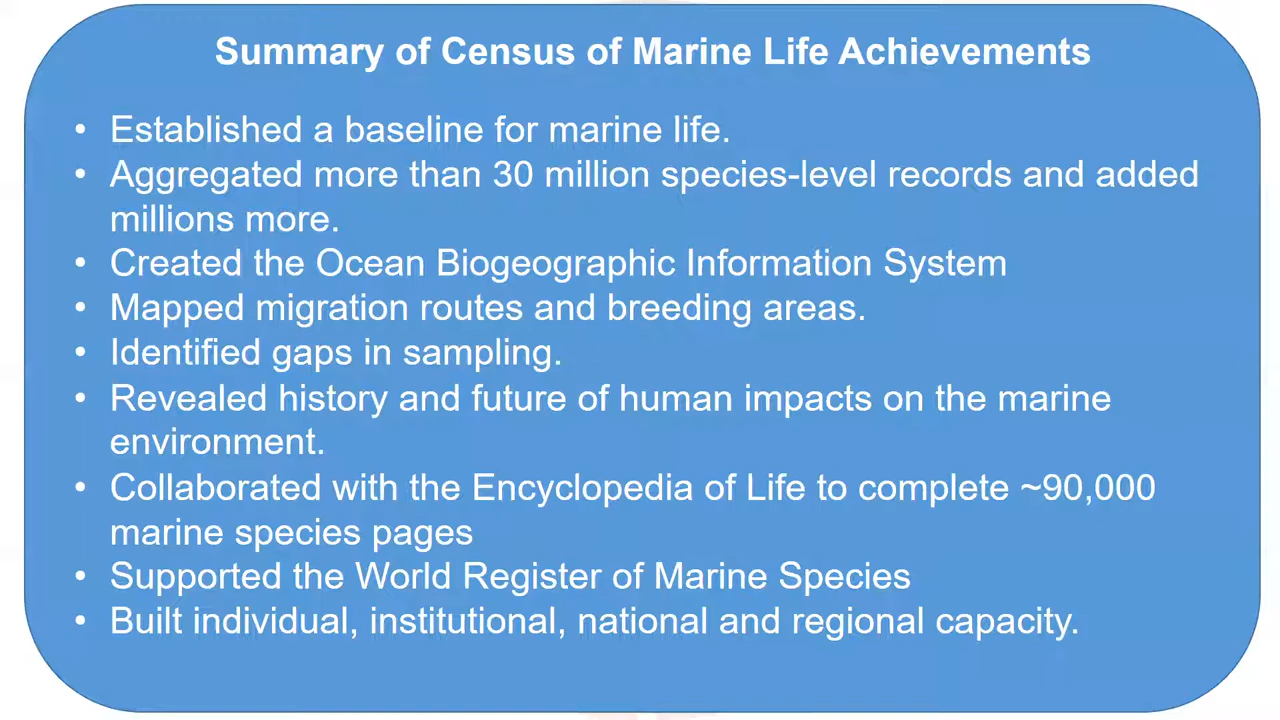 Summary of Census of Marine Life Achievements
• Established a baseline for marine life.
• Aggregated more than 30 million species-level records and added
millions more.
• Created the Ocean Biogeographic Information System
• Mapped migration routes and breeding areas.
• Identified gaps in sampling.
• Revealed history and future of human impacts on the marine
environment.
• Collaborated with the Encyclopedia of Life to complete ~90,000
marine species pages
• Supported the World Register of Marine Species
• Built individual, institutional, national and regional capacity.